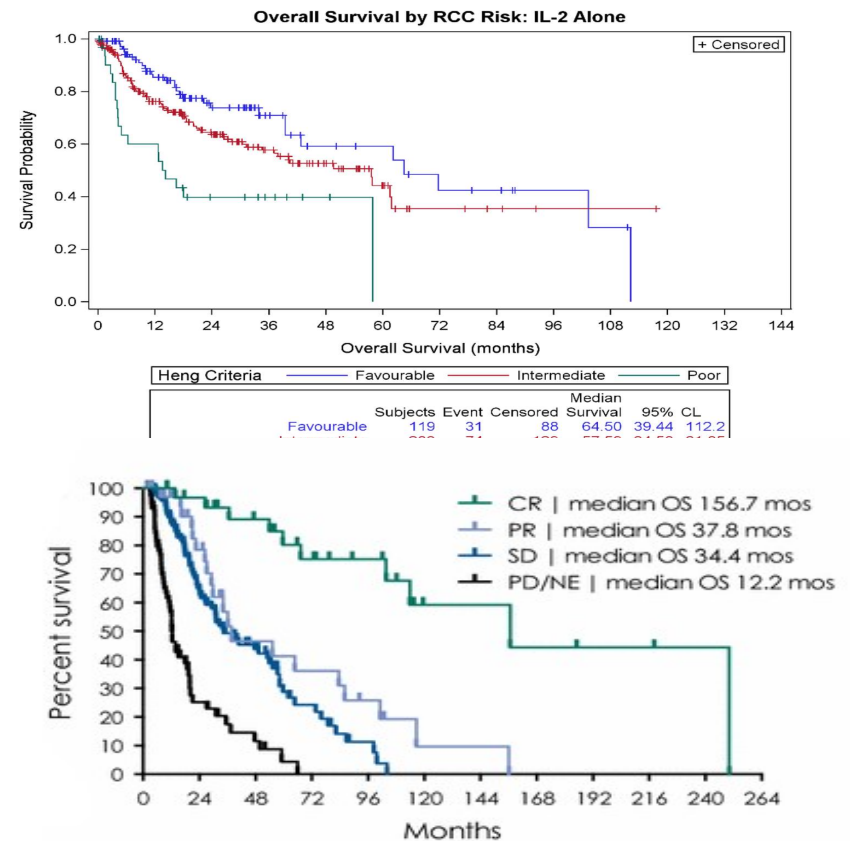 Overall Survival by RCC Risk: IL-2 Alone
+ Censored
Survival Probability
1.0
0.8
0.6
0.4
0.2
0.0
0 12 24 36 48 60 72 84 96 108 120 132 144
Overall Survival (months)
Heng Criteria Favourable Intermediate Poor
Median
Subjects Event Censored Survival 95% CL
Favourable 119 31 88 64.50 39.44 112.2
Percent survival
100
90
80
70
60
50
40
30
20
10
0
CR | median OS 156.7 mos
PR | median OS 37.8 mos
SD | median OS 34.4 mos
PD/NE | median OS 12.2 mos
0 24 48 72 96 120 144 168 192 216 240 264
Months